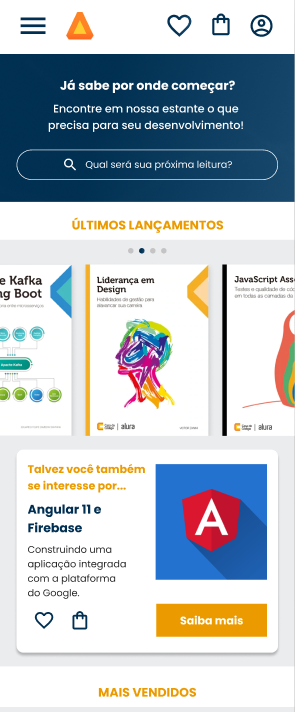 Já sabe por onde começar?
Encontre em nossa estante o que
precisa para seu desenvolvimento!
Qual será sua próxima leitura?
ÚLTIMOS LANÇAMENTOS
e Kafka
ng Boot
Liderança em
Design
Habilidades de gestão para
alavancar sua carreira
alura
JavaScript Ass
Testes e qualidade de có
em todas as camadas da
alura
Talvez você também
se interesse por...
Angular 11 e
Firebase
Construindo uma
aplicação integrada
com a plataforma
do Google.
A
Saiba mais
MAIS VENDIDOS